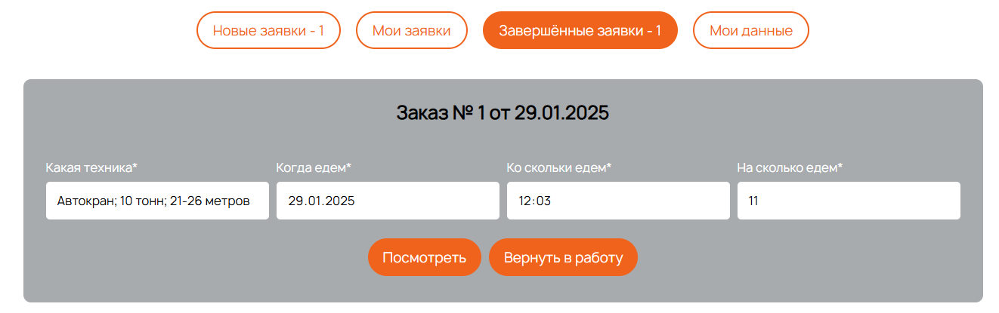 Новые заявки - 1 Мои заявки Завершённые заявки - 1 Мои данные
Заказ № 1 от 29.01.2025
Какая техника* Когда едем* Ко скольки едем* На сколько едем*
Автокран; 10 тонн; 21-26 метров 29.01.2025 12:03 11
Посмотреть Вернуть в работу